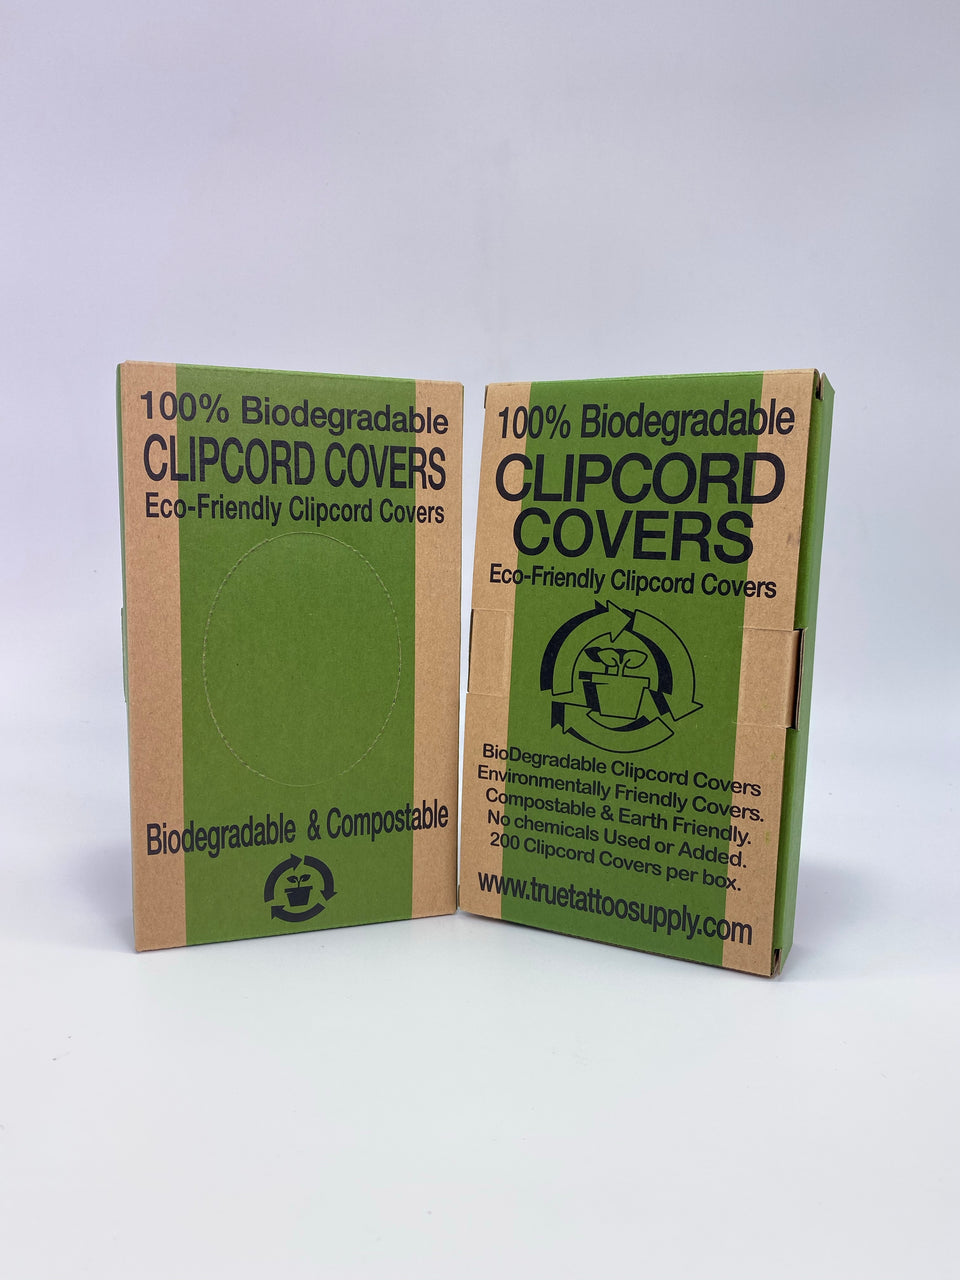 100% Biodegradable
CLIPCORD COVERS
Eco-Friendly Clipcord Covers
Biodegradable & Compostable
100% Biodegradable
CLIPCORD
COVERS
Eco-Friendly Clipcord Covers
BioDegradable Clipcord Covers
Environmentally Friendly Covers.
Compostable & Earth Friendly.
No chemicals Used or Added.
200 Clipcord Covers per box.
www.truetattoosupply.com